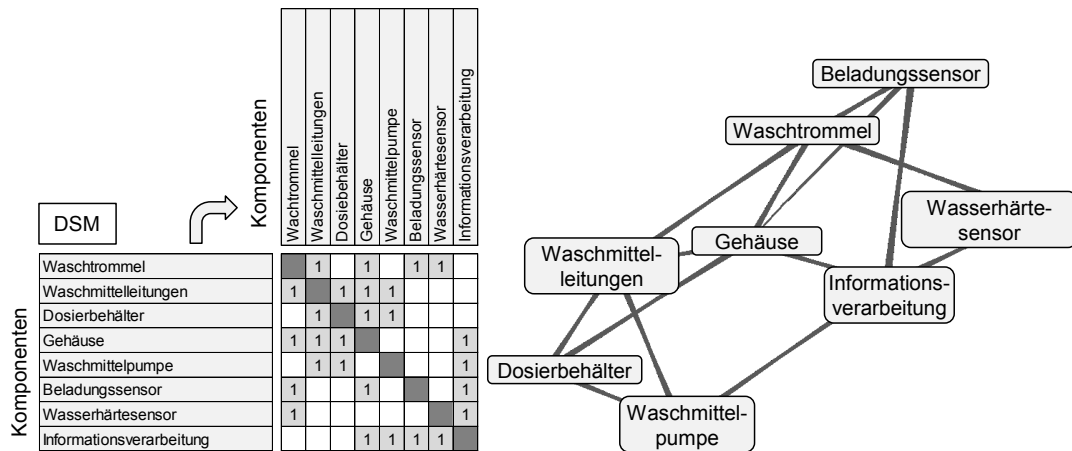 Komponenten
Wachtrommel
Waschmittelleitungen
Dosierbehälter
Gehäuse
Waschmittelpumpe
Beladungssensor
Wasserhärtesensor
Informationsverarbeitung
DSM
Komponenten
Waschtrommel 1 1 1 1
Waschmittelleitungen 1 1 1 1
Dosierbehälter 1 1 1
Gehäuse 1 1 1 1
Waschmittelpumpe 1 1 1
Beladungssensor 1 1 1
Wasserhärtesensor 1 1
Informationsverarbeitung 1 1 1 1
Beladungssensor
Waschtrommel
Wasserhärte-
sensor
Gehäuse
Waschmittel-
leitungen
Informations-
verarbeitung
Dosierbehälter
Waschmittel-
pumpe